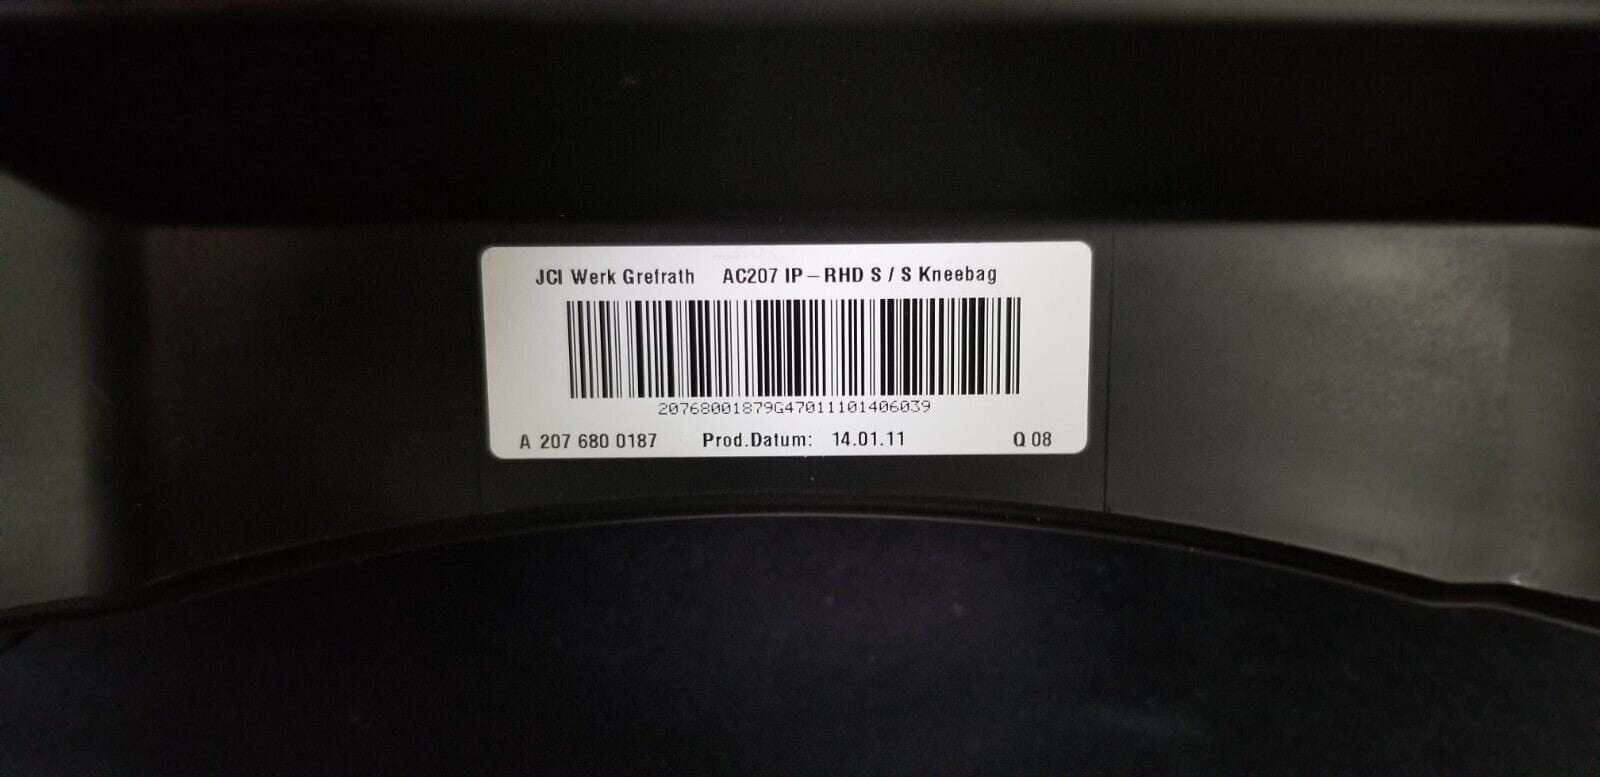 JCI Werk Grefrath AC207 IP – RHD S / S Kneebag
20768001879G47011101406039
A 207 680 0187 Prod.Datum: 14.01.11 Q 08